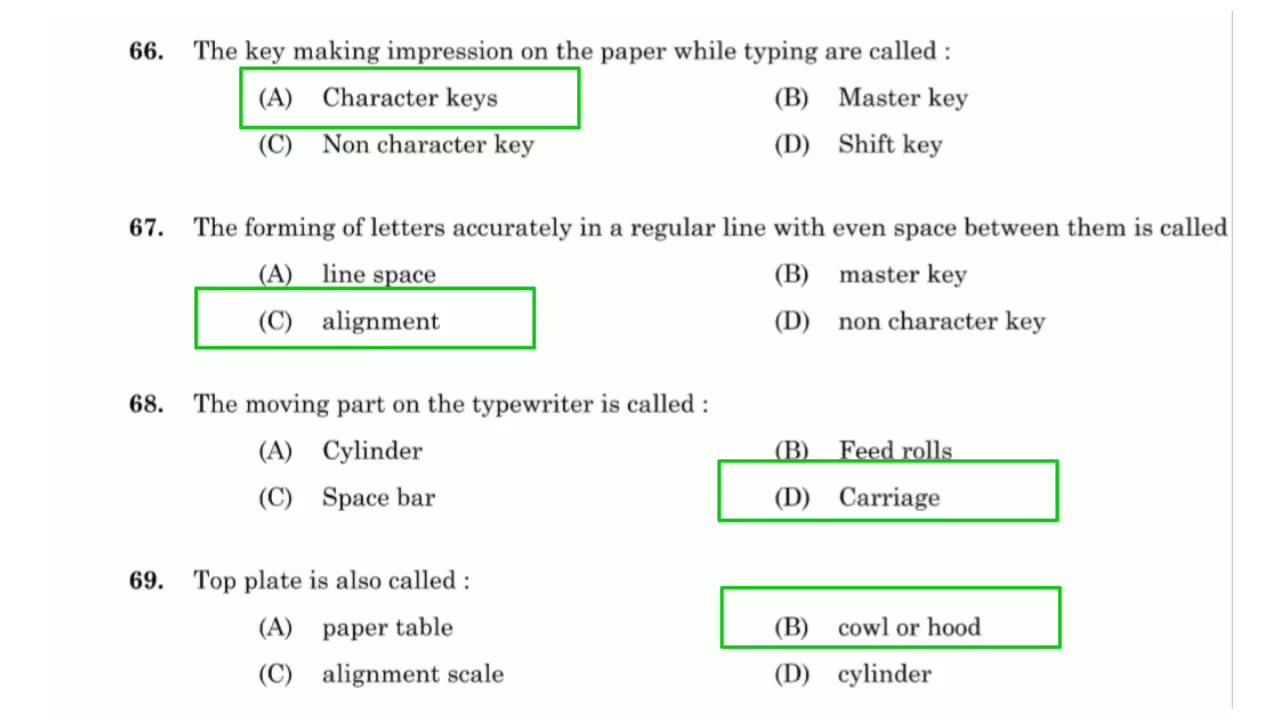 66. The key making impression on the paper while typing are called :
(A) Character keys (B) Master key
(C) Non character key (D) Shift key
67. The forming of letters accurately in a regular line with even space between them is called
(A) line space (B) master key
(C) alignment (D) non character key
68. The moving part on the typewriter is called :
(A) Cylinder (B) Feed rolls
(C) Space bar (D) Carriage
69. Top plate is also called :
(A) paper table (B) cowl or hood
(C) alignment scale (D) cylinder